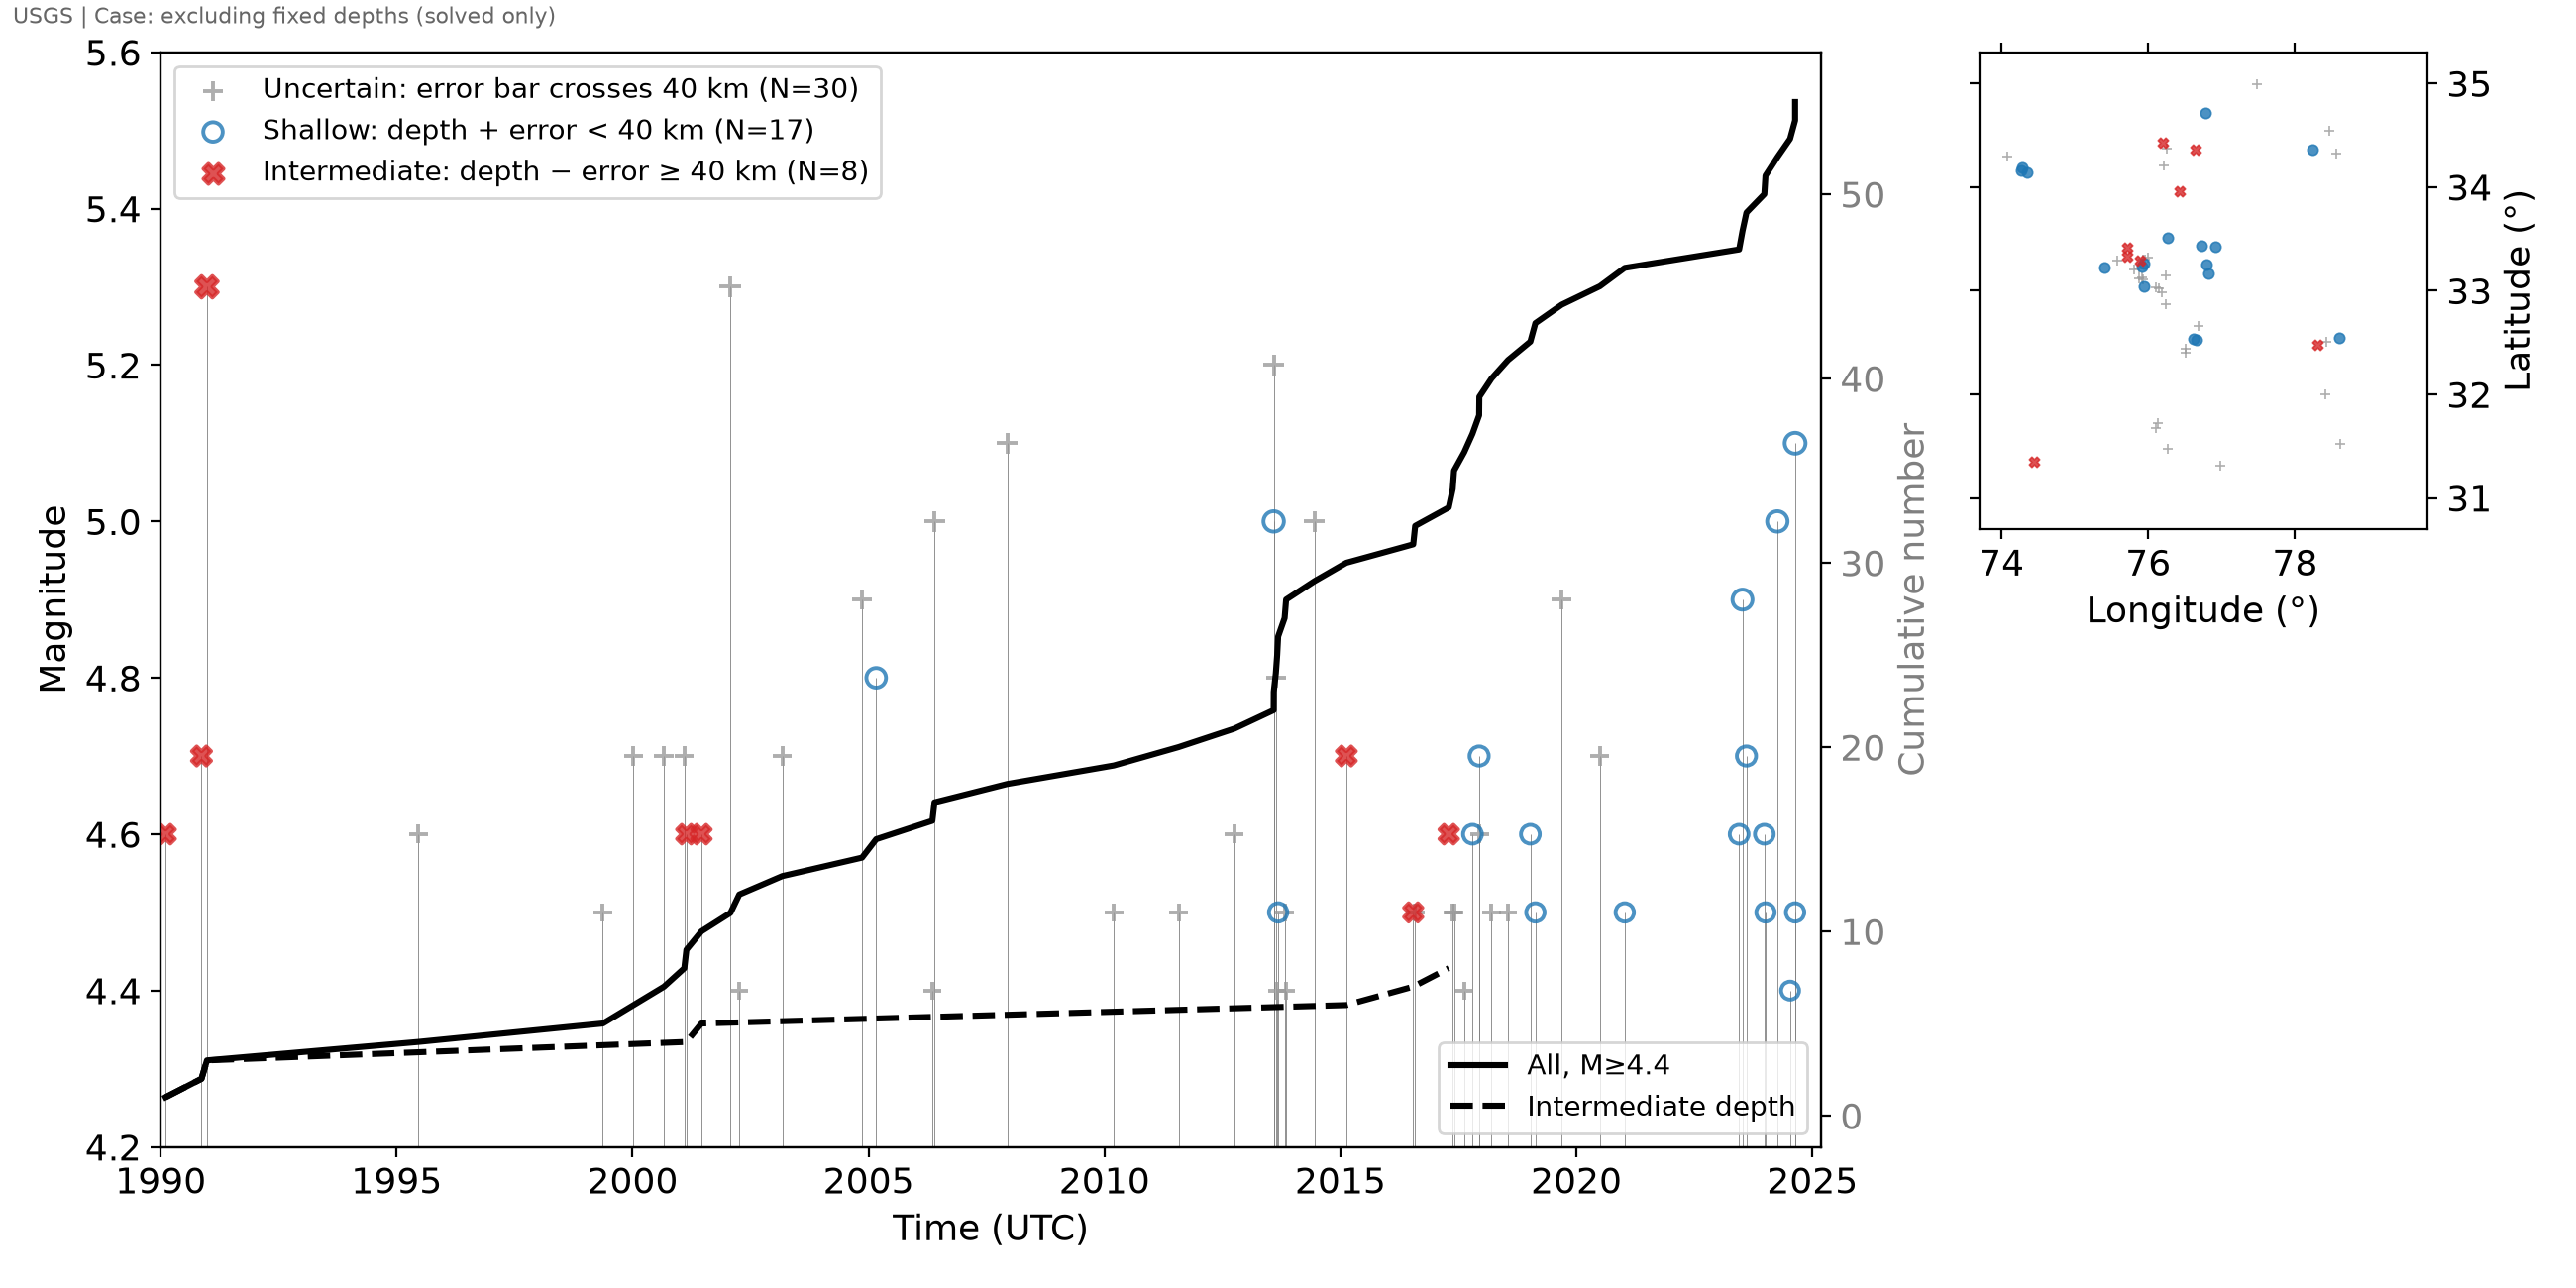 USGS | Case: excluding fixed depths (solved only)
Uncertain: error bar crosses 40 km (N=30)
Shallow: depth + error < 40 km (N=17)
Intermediate: depth − error ≥ 40 km (N=8)
5.6
5.4
5.2
5.0
4.8
4.6
4.4
4.2
Magnitude
1990
1995
2000
2005
2010
2015
2020
2025
Time (UTC)
50
40
30
20
10
0
Cumulative number
All, M≥4.4
Intermediate depth
35
34
33
32
31
Latitude (°)
74
76
78
Longitude (°)